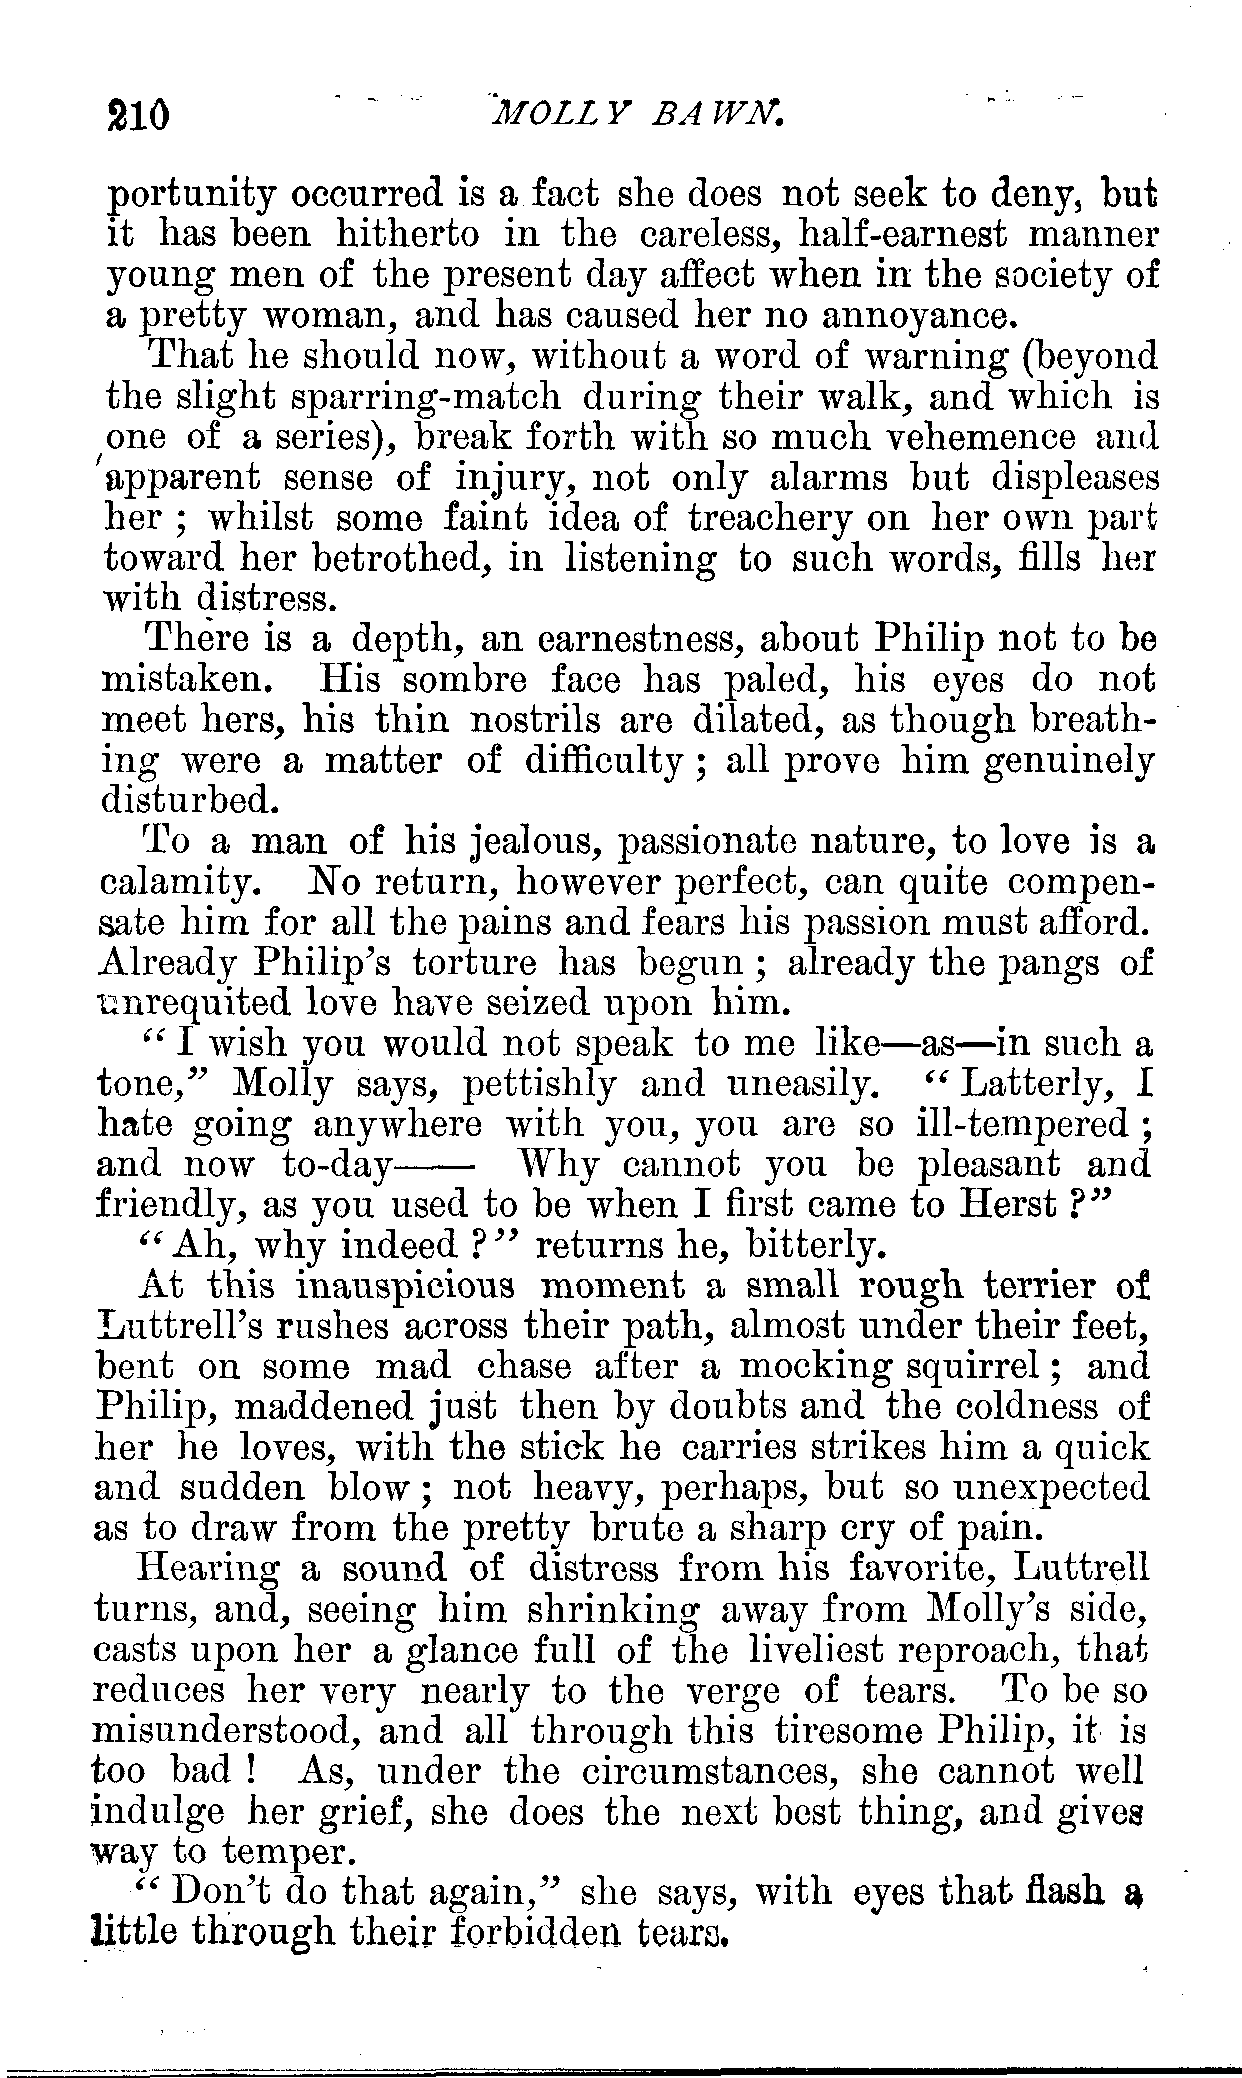 210 MOLLY BAWN.
portunity occurred is a fact she does not seek to deny, but
it has been hitherto in the careless, half-earnest manner
young men of the present day affect when in the society of
a pretty woman, and has caused her no annoyance.
That he should now, without a word of warning (beyond
the slight sparring-match during their walk, and which is
one of a series), break forth with so much vehemence and
apparent sense of injury, not only alarms but displeases
her ; whilst some faint idea of treachery on her own part
toward her betrothed, in listening to such words, fills her
with distress.
There is a depth, an earnestness, about Philip not to be
mistaken. His sombre face has paled, his eyes do not
meet hers, his thin nostrils are dilated, as though breath-
ing were a matter of difficulty ; all prove him genuinely
disturbed.
To a man of his jealous, passionate nature, to love is a
calamity. No return, however perfect, can quite compen-
sate him for all the pains and fears his passion must afford.
Already Philip's torture has begun ; already the pangs of
unrequited love have seized upon him.
“ I wish you would not speak to me like—as—in such a
tone,” Molly says, pettishly and uneasily. “ Latterly, I
hate going anywhere with you, you are so ill-tempered ;
and now to-day—— Why cannot you be pleasant and
friendly, as you used to be when I first came to Herst ?”
“ Ah, why indeed ?” returns he, bitterly.
At this inauspicious moment a small rough terrier of
Luttrell's rushes across their path, almost under their feet,
bent on some mad chase after a mocking squirrel ; and
Philip, maddened just then by doubts and the coldness of
her he loves, with the stick he carries strikes him a quick
and sudden blow ; not heavy, perhaps, but so unexpected
as to draw from the pretty brute a sharp cry of pain.
Hearing a sound of distress from his favorite, Luttrell
turns, and, seeing him shrinking away from Molly's side,
casts upon her a glance full of the liveliest reproach, that
reduces her very nearly to the verge of tears. To be so
misunderstood, and all through this tiresome Philip, it is
too bad ! As, under the circumstances, she cannot well
indulge her grief, she does the next best thing, and gives
way to temper.
“ Don't do that again,” she says, with eyes that flash a
little through their forbidden tears.